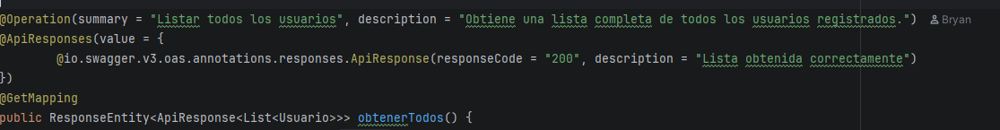 @Operation(summary = "Listar todos los usuarios", description = "Obtiene una lista completa de todos los usuarios registrados.") Bryan
@ApiResponses(value = {
@io.swagger.v3.oas.annotations.responses.ApiResponse(responseCode = "200", description = "Lista obtenida correctamente")
})
@GetMapping
public ResponseEntity<ApiResponse<List<Usuario>>> obtenerTodos() {